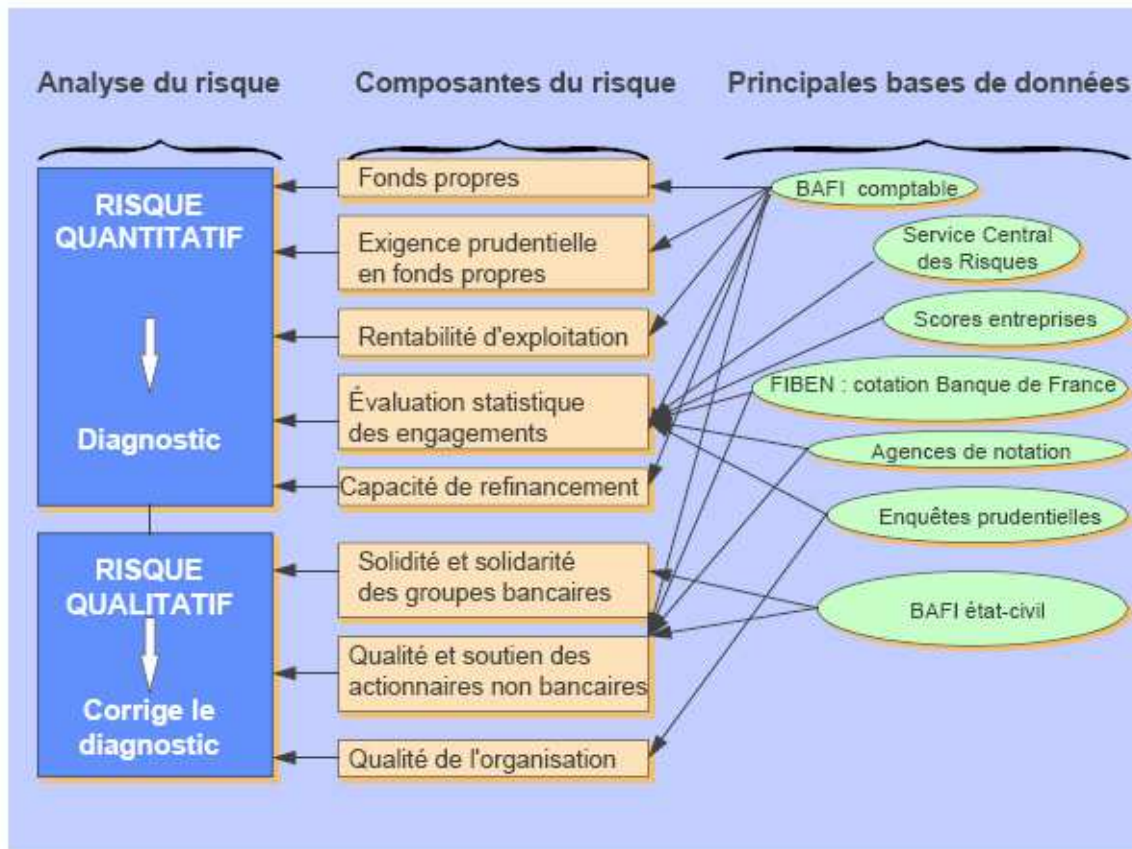 Analyse du risque
Composantes du risque
Principales bases de données
RISQUE
QUANTITATIF
Diagnostic
RISQUE
QUALITATIF
Corrige le
diagnostic
Fonds propres
Exigence prudentielle
en fonds propres
Rentabilité d'exploitation
Évaluation statistique
des engagements
Capacité de refinancement
Solidité et solidarité
des groupes bancaires
Qualité et soutien des
actionnaires non bancaires
Qualité de l'organisation
BAFI comptable
Service Central
des Risques
Scores entreprises
FIBEN : cotation Banque de France
Agences de notation
Enquêtes prudentielles
BAFI état-civil